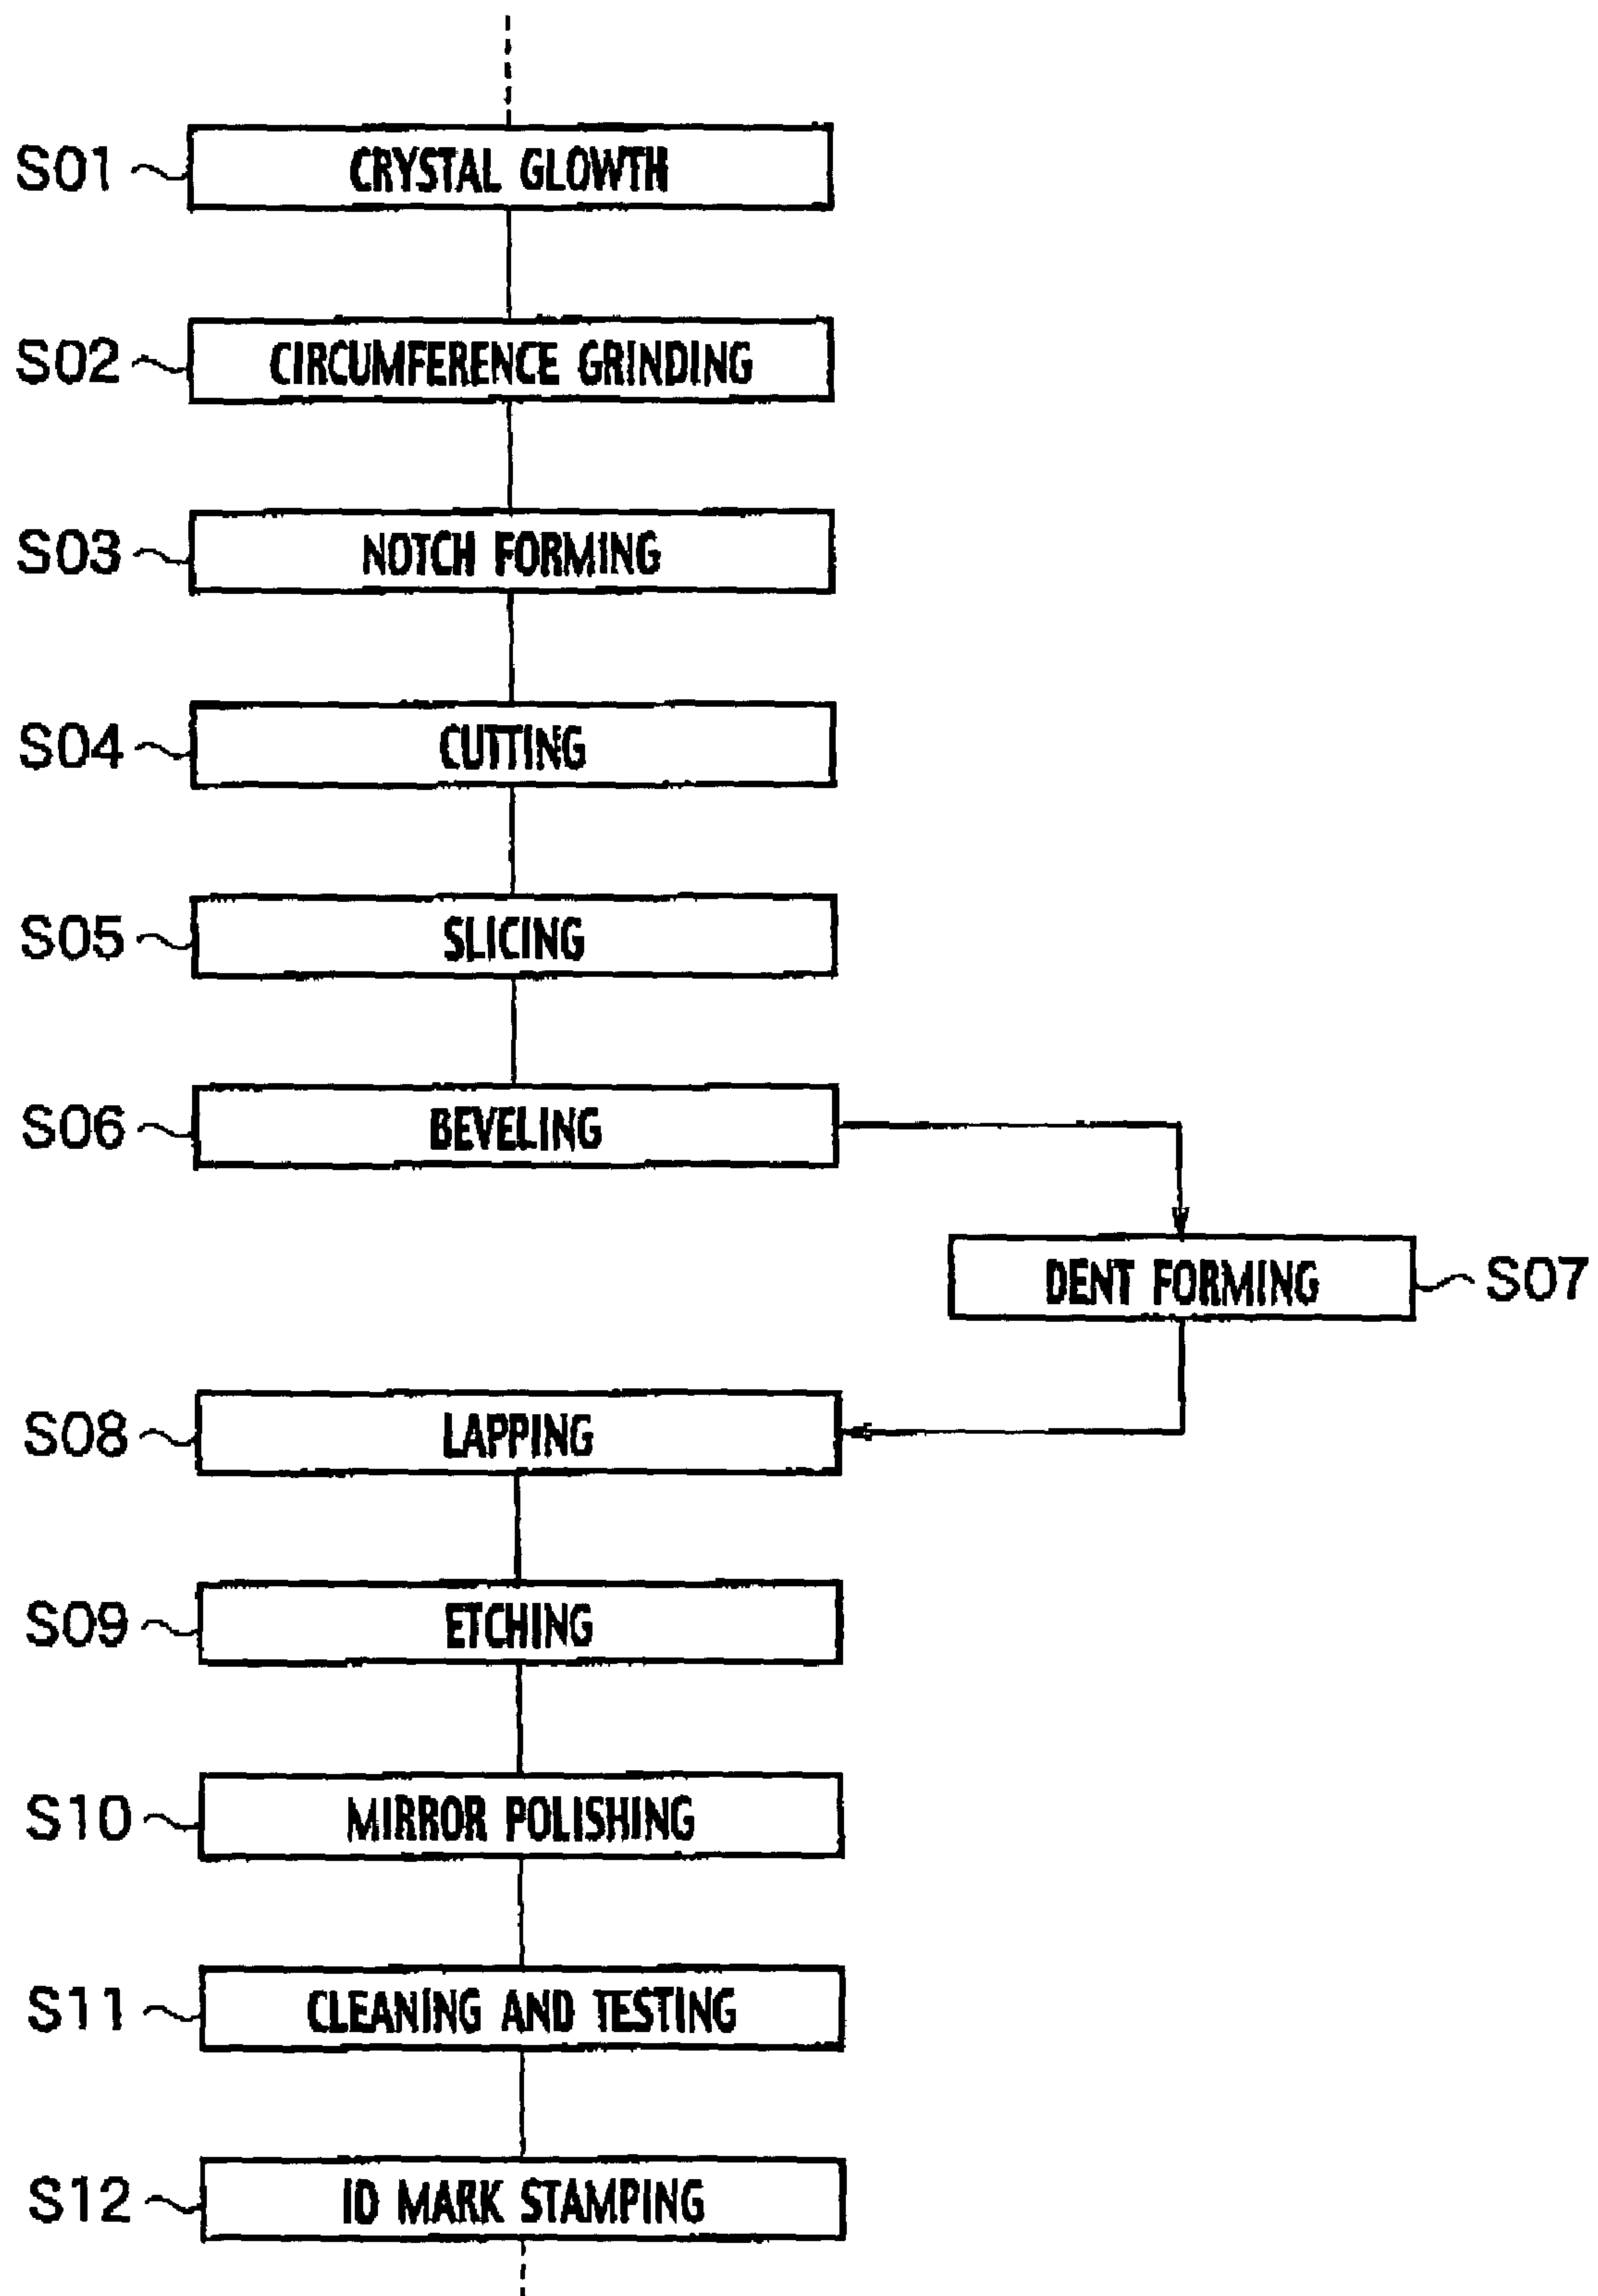 S01 CRYSTAL GLOWTH
S02 CIRCUMFERENCE GRINDING
S03 NOTCH FORMING
S04 CUTTING
S05 SLICING
S06 BEVELING
DENT FORMING S07
S08 LAPPING
S09 ETCHING
S10 MIRROR POLISHING
S11 CLEANING AND TESTING
S12 ID MARK STAMPING